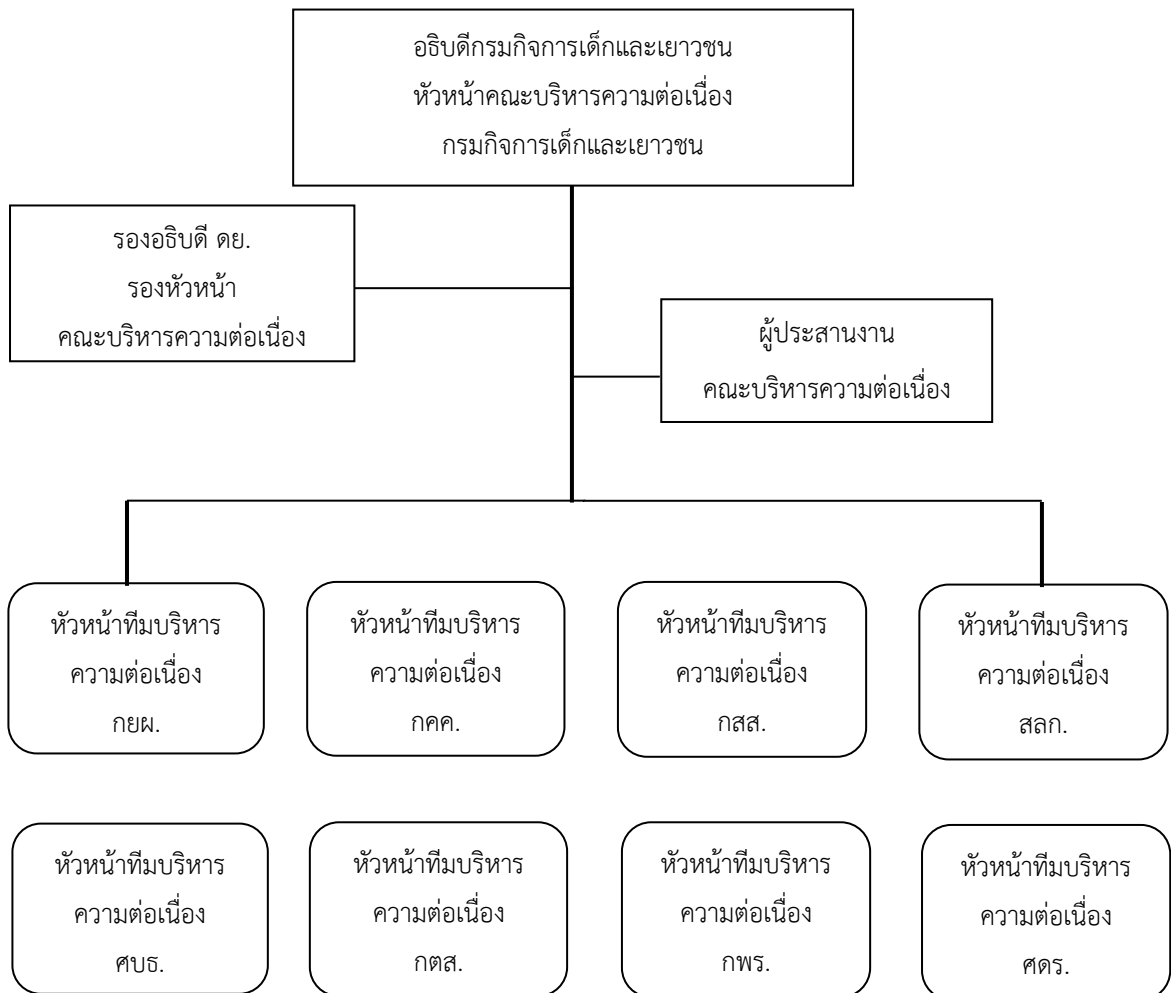 อธิบดีกรมกิจการเด็กและเยาวชน
หัวหน้าคณะบริหารความต่อเนื่อง
กรมกิจการเด็กและเยาวชน
รองอธิบดี ดย.
รองหัวหน้า
คณะบริหารความต่อเนื่อง
ผู้ประสานงาน
คณะบริหารความต่อเนื่อง
หัวหน้าทีมบริหาร
ความต่อเนื่อง
กยผ.
หัวหน้าทีมบริหาร
ความต่อเนื่อง
กคค.
หัวหน้าทีมบริหาร
ความต่อเนื่อง
กสส.
หัวหน้าทีมบริหาร
ความต่อเนื่อง
สลก.
หัวหน้าทีมบริหาร
ความต่อเนื่อง
ศบธ.
หัวหน้าทีมบริหาร
ความต่อเนื่อง
กตส.
หัวหน้าทีมบริหาร
ความต่อเนื่อง
กพร.
หัวหน้าทีมบริหาร
ความต่อเนื่อง
ศดร.